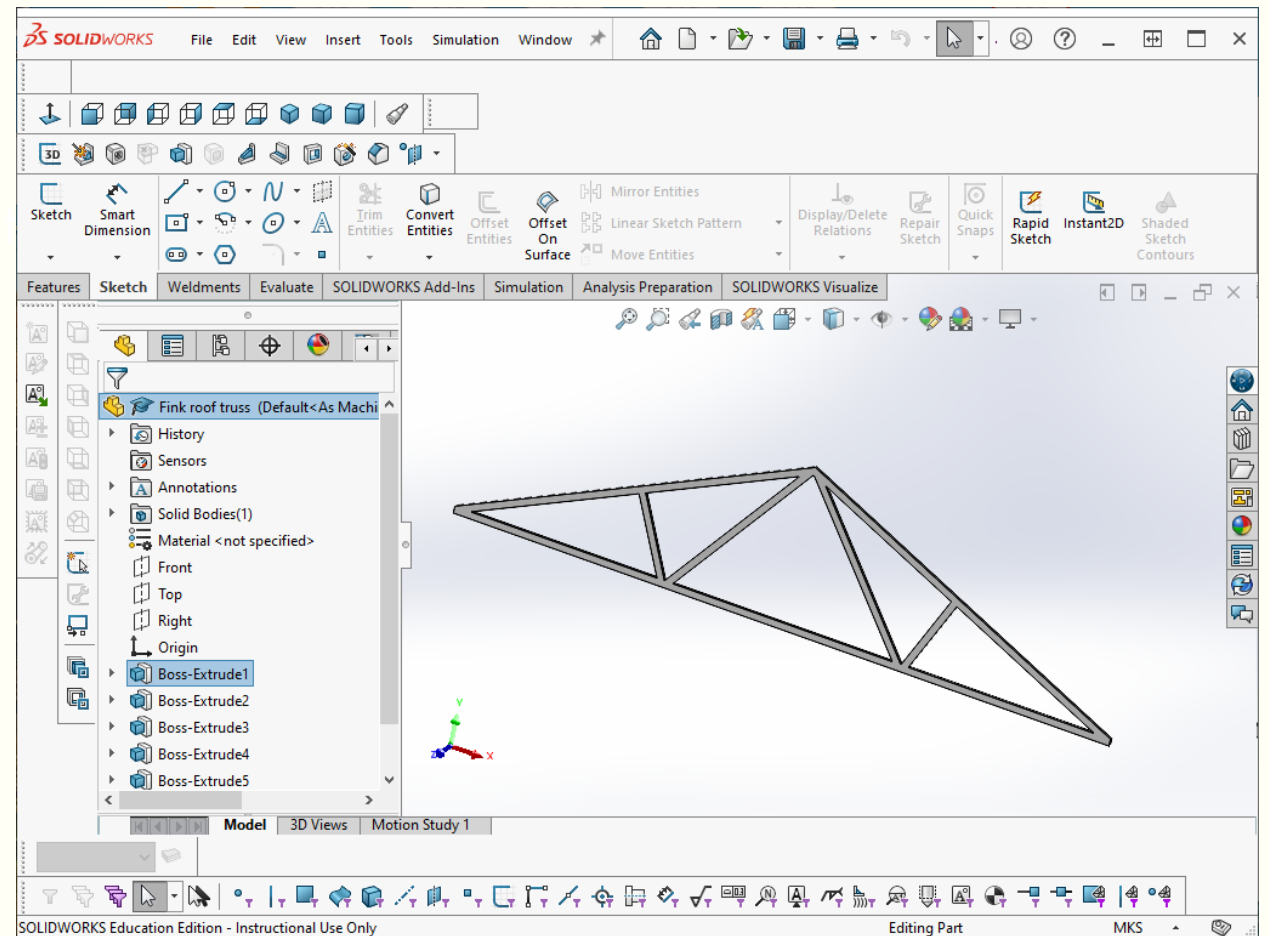 SOLIDWORKS File Edit View Insert Tools Simulation Window
3D
Sketch
Smart Dimension
Trim Entities
Convert Entities
Offset Entities
Offset On Surface
Mirror Entities
Linear Sketch Pattern
Move Entities
Display/Delete Relations
Repair Sketch
Quick Snaps
Rapid Sketch
Instant2D
Shaded Sketch Contours
Features Sketch Weldments Evaluate SOLIDWORKS Add-Ins Simulation Analysis Preparation SOLIDWORKS Visualize
Fink roof truss (Default<As Machi
History
Sensors
Annotations
Solid Bodies(1)
Material <not specified>
Front
Top
Right
Origin
Boss-Extrude1
Boss-Extrude2
Boss-Extrude3
Boss-Extrude4
Boss-Extrude5
Y
Z X
Model 3D Views Motion Study 1
SOLIDWORKS Education Edition - Instructional Use Only Editing Part MKS